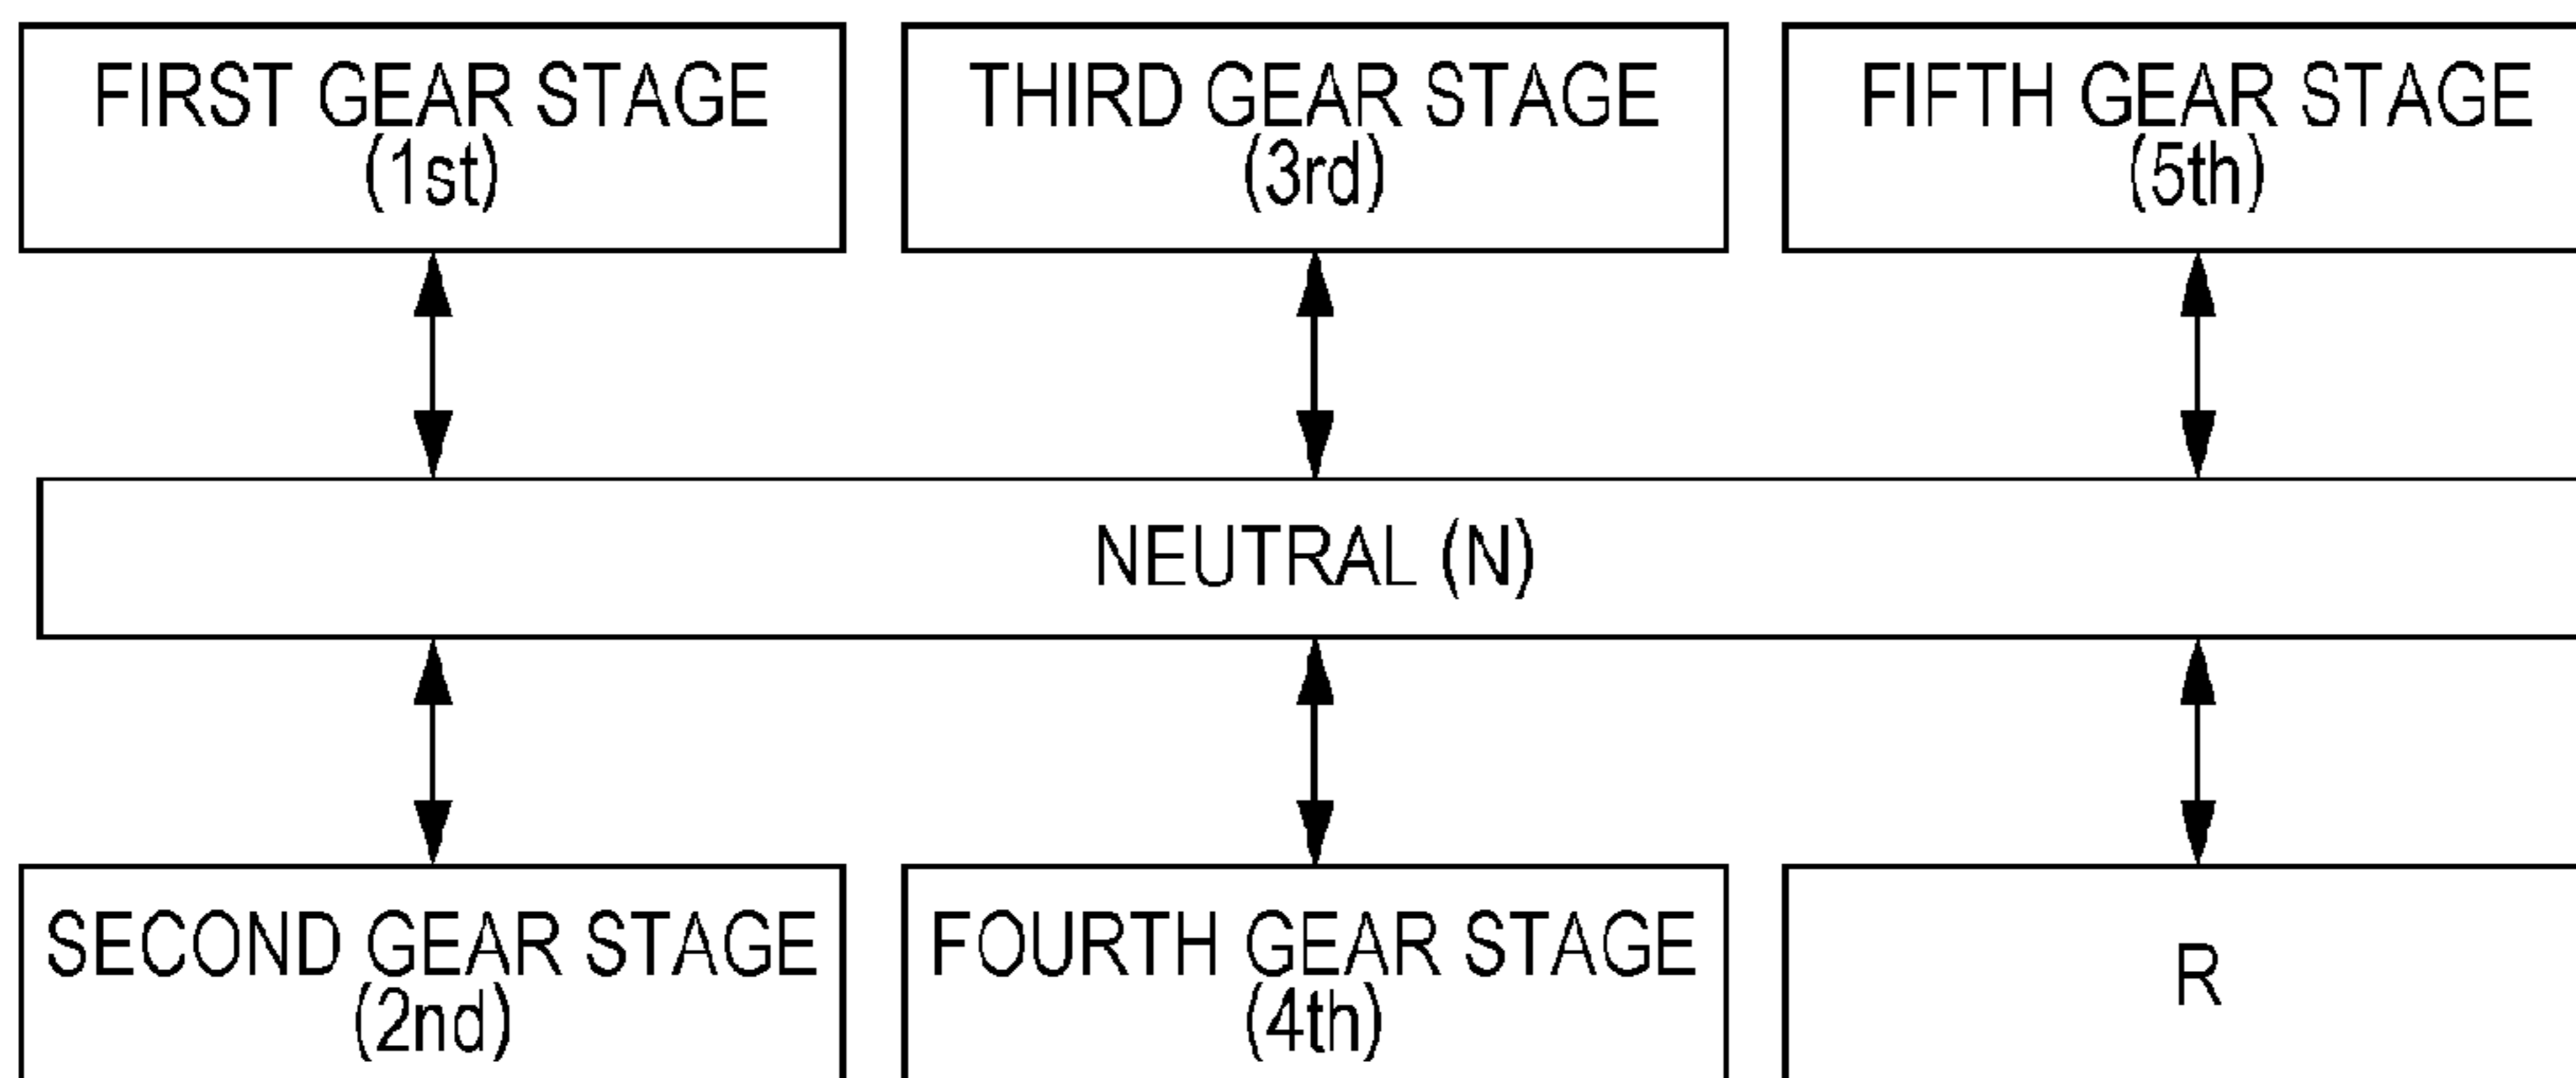 FIRST GEAR STAGE
(1st)
THIRD GEAR STAGE
(3rd)
FIFTH GEAR STAGE
(5th)
NEUTRAL (N)
SECOND GEAR STAGE
(2nd)
FOURTH GEAR STAGE
(4th)
R